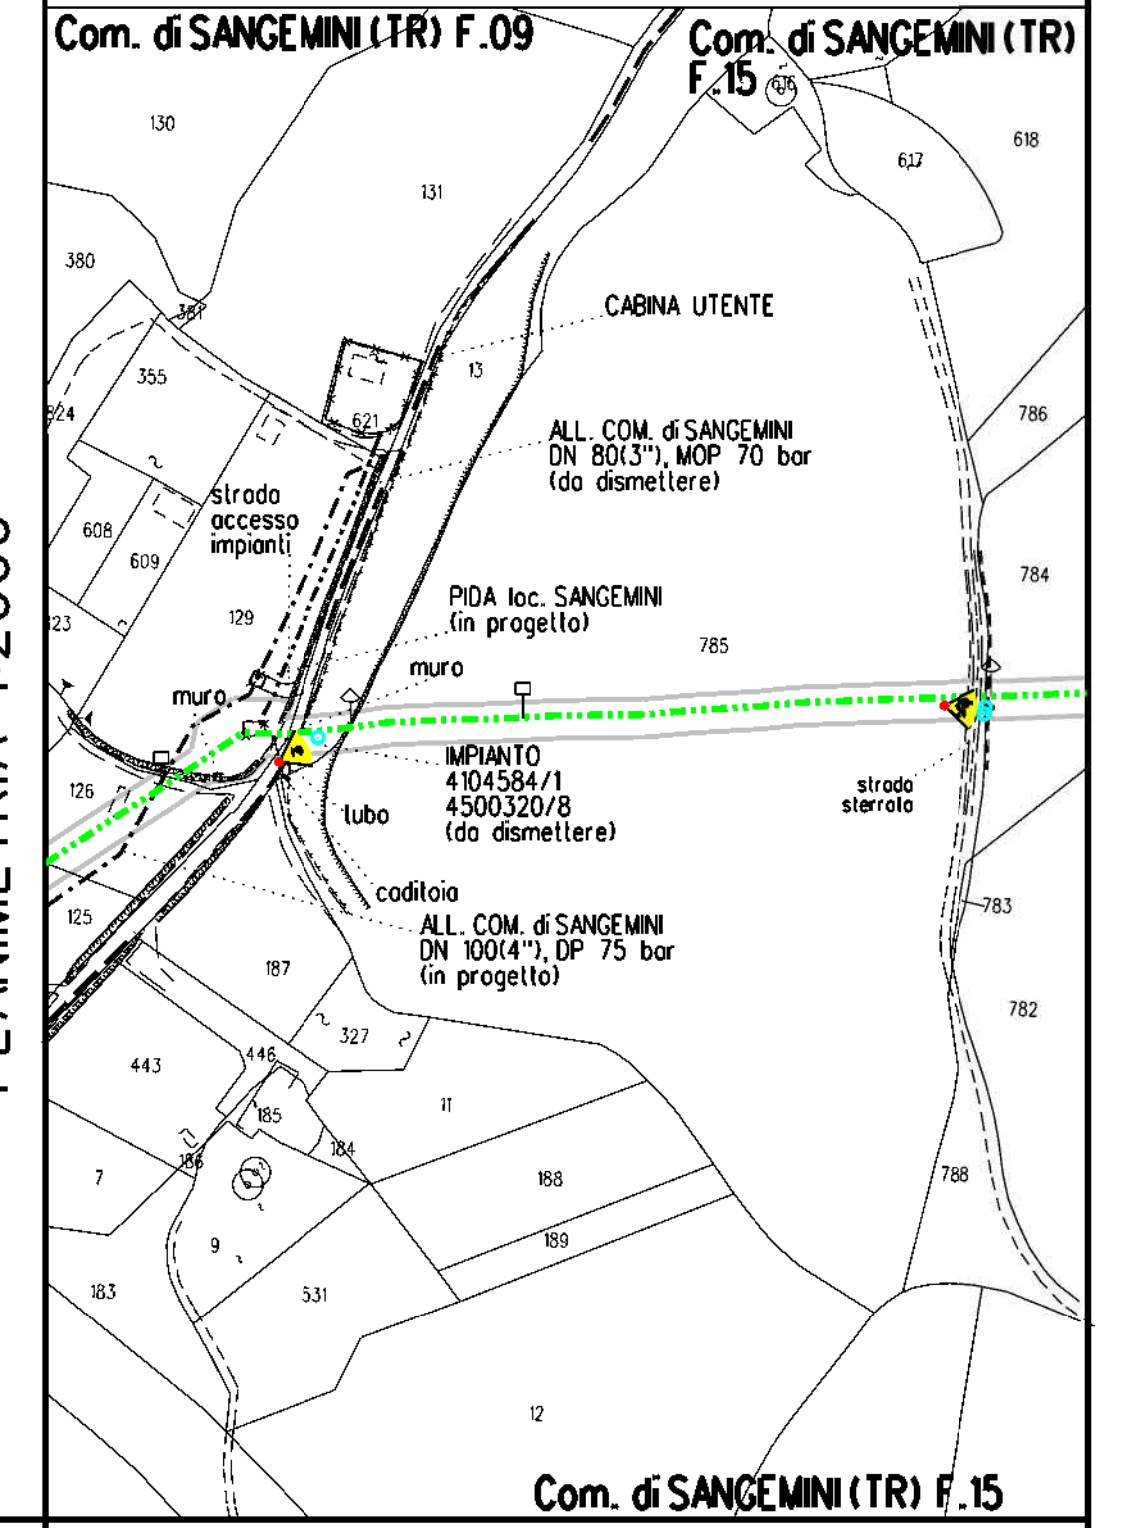 Com. di SANGEMINI (TR) F.09
Com. di SANGEMINI (TR)
F.15
130
131
616
617
618
380
381
CABINA UTENTE
355
13
824
621
786
ALL. COM. di SANGEMINI
DN 80(3"), MOP 70 bar
(da dismettere)
strada
accesso
impianti
608
609
784
PIDA loc. SANGEMINI
(in progetto)
129
785
muro
muro
IMPIANTO
4104584/1
4500320/8
(da dismettere)
126
strada
sterrata
tubo
caditoia
125
783
ALL. COM. di SANGEMINI
DN 100(4"), DP 75 bar
(in progetto)
187
782
327
443
446
11
185
184
186
7
188
788
9
189
183
531
12
Com. di SANGEMINI (TR) F.15